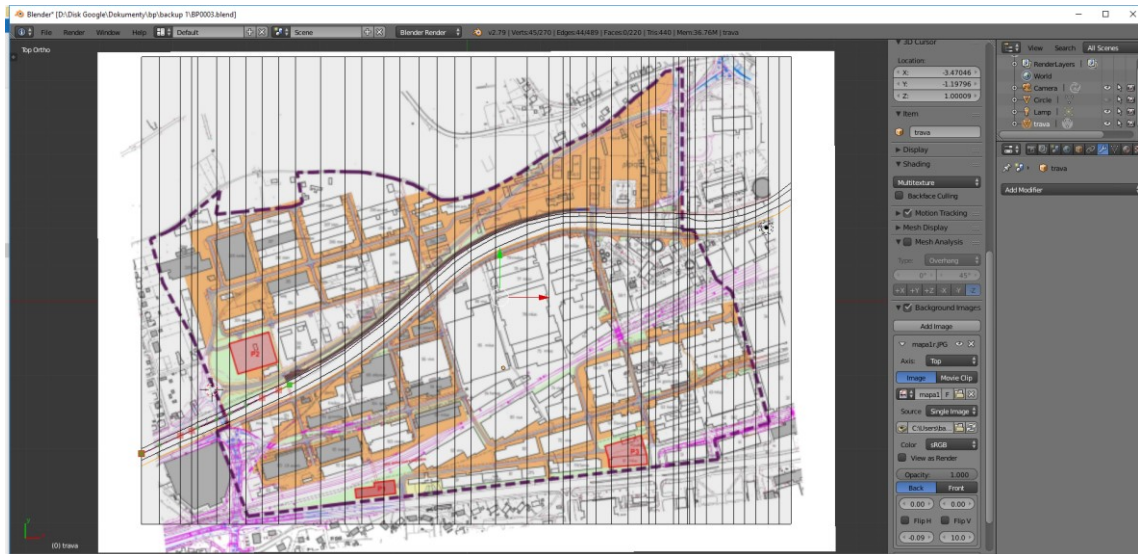 Blender* [D:\Disk Google\Dokumenty\bp\backup 1\BP0003.blend]
File Render Window Help Default Scene Blender Render v2.79 | Verts:45/270 | Edges:44/489 | Faces:0/220 | Tris:440 | Mem:36.76M | trava
Top Ortho
3D Cursor
Location:
X: -3.47046
Y: -1.19796
Z: 1.00009
Item
trava
Display
Shading
Multitexture
Backface Culling
Motion Tracking
Mesh Display
Mesh Analysis
Type: Overhang
0° 45°
+X +Y +Z -X -Y -Z
Background Images
Add Image
mapa1r.JPG
Axis: Top
Image Movie Clip
mapa1 F
Source Single Image
C:\Users\ba...
Color sRGB
View as Render
Opacity: 1.000
Back Front
0.00 0.00
Flip H Flip V
-0.09 10.0
View Search All Scenes
RenderLayers
World
Camera
Circle
Lamp
trava
trava
Add Modifier
P2
P1
(0) trava